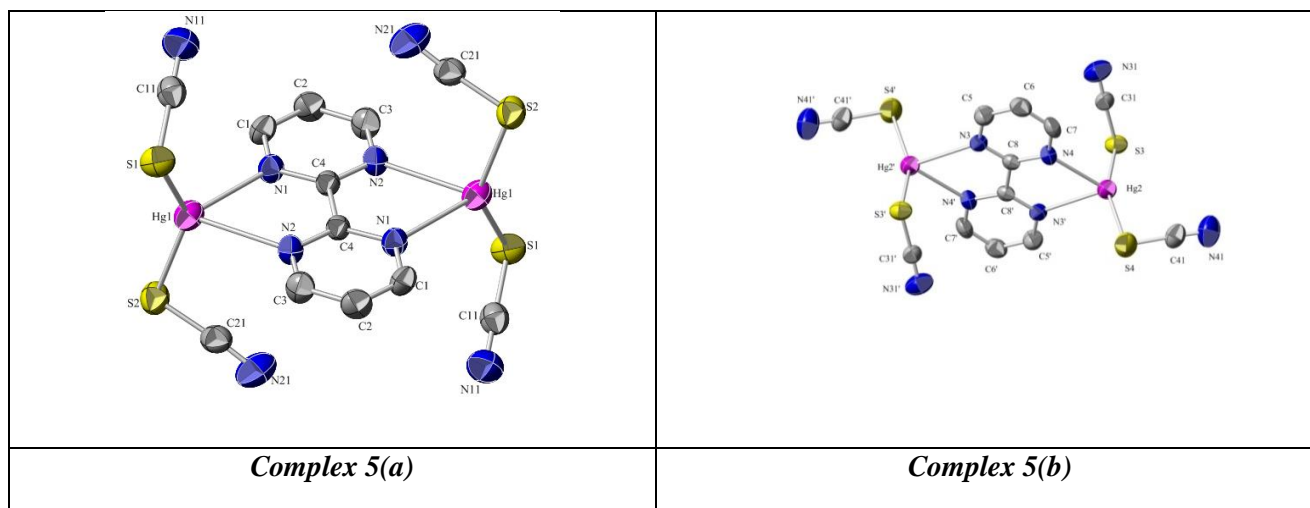 N11
N21
C21
C11
C2
C3
S2
C1
S1
C4
N1
N2
Hg1
Hg1
N2
N1
C4
S1
C3
C1
S2
C2
C21
C11
N21
N11
N31
C6
S4'
C5
N41'
C41'
C31
C7
N3
C8
S3
N4
Hg2'
Hg2
N4'
C8'
N3'
S3'
C7'
C5'
S4
C41
N41
C6'
C31'
N31'
Complex 5(a)
Complex 5(b)